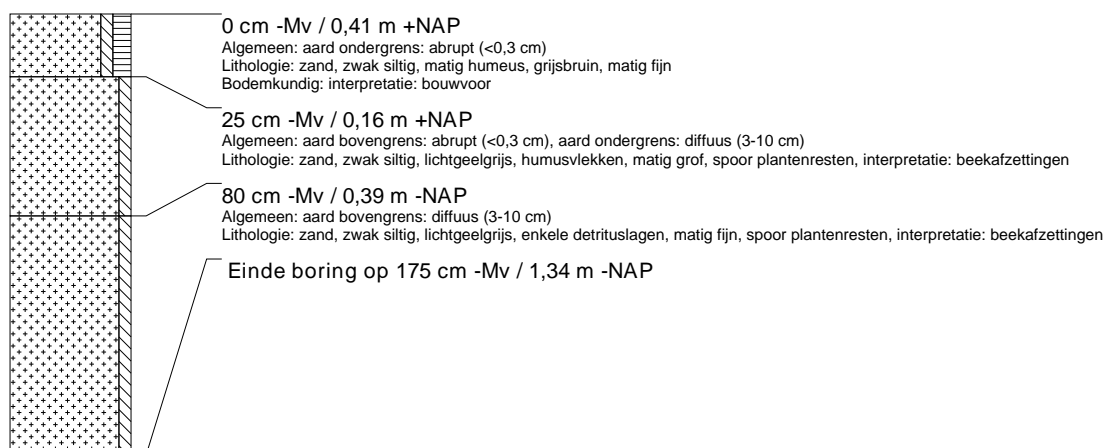 0 cm -Mv / 0,41 m +NAP
Algemeen: aard ondergrens: abrupt (<0,3 cm)
Lithologie: zand, zwak siltig, matig humeus, grijsbruin, matig fijn
Bodemkundig: interpretatie: bouwvoor
25 cm -Mv / 0,16 m +NAP
Algemeen: aard bovengrens: abrupt (<0,3 cm), aard ondergrens: diffuus (3-10 cm)
Lithologie: zand, zwak siltig, lichtgeelgrijs, humusvlekken, matig grof, spoor plantenresten, interpretatie: beekafzettingen
80 cm -Mv / 0,39 m -NAP
Algemeen: aard bovengrens: diffuus (3-10 cm)
Lithologie: zand, zwak siltig, lichtgeelgrijs, enkele detrituslagen, matig fijn, spoor plantenresten, interpretatie: beekafzettingen
Einde boring op 175 cm -Mv / 1,34 m -NAP